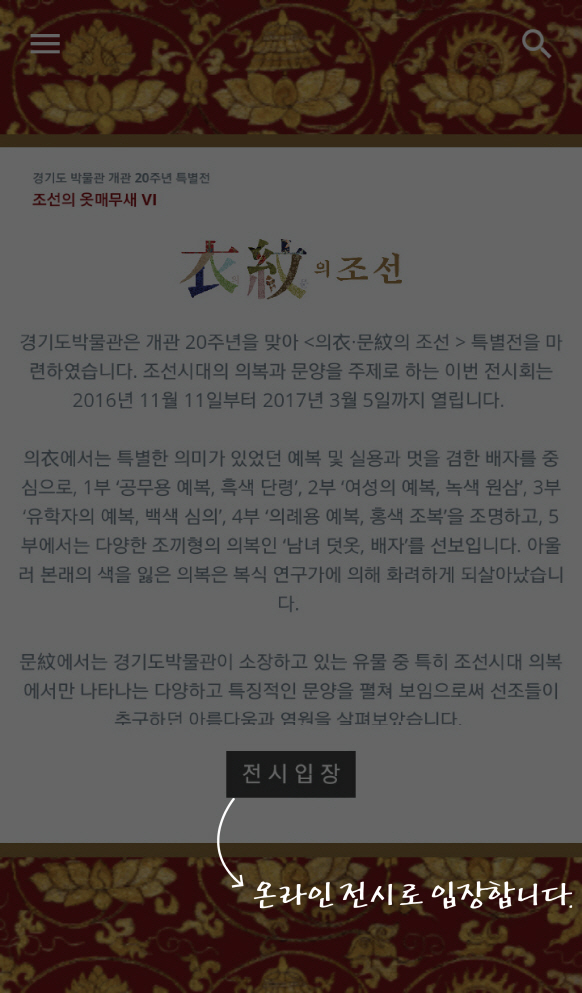 경기도 박물관 개관 20주년 특별전
조선의 옷매무새 VI
衣紋의 조선
경기도박물관은 개관 20주년을 맞아 <의衣·문紋의 조선 > 특별전을 마
련하였습니다. 조선시대의 의복과 문양을 주제로 하는 이번 전시회는
2016년 11월 11일부터 2017년 3월 5일까지 열립니다.
의衣에서는 특별한 의미가 있었던 예복 및 실용과 멋을 겸한 배자를 중
심으로, 1부 ‘공무용 예복, 흑색 단령’, 2부 ‘여성의 예복, 녹색 원삼’, 3부
‘유학자의 예복, 백색 심의’, 4부 ‘의례용 예복, 홍색 조복’을 조명하고, 5
부에서는 다양한 조끼형의 의복인 ‘남녀 덧옷, 배자’를 선보입니다. 아울
러 본래의 색을 잃은 의복은 복식 연구가에 의해 화려하게 되살아났습니
다.
문紋에서는 경기도박물관이 소장하고 있는 유물 중 특히 조선시대 의복
에서만 나타나는 다양하고 특징적인 문양을 펼쳐 보임으로써 선조들이
추구하던 아름다움과 염원을 살펴보았습니다.
전시입장
온라인 전시로 입장합니다.